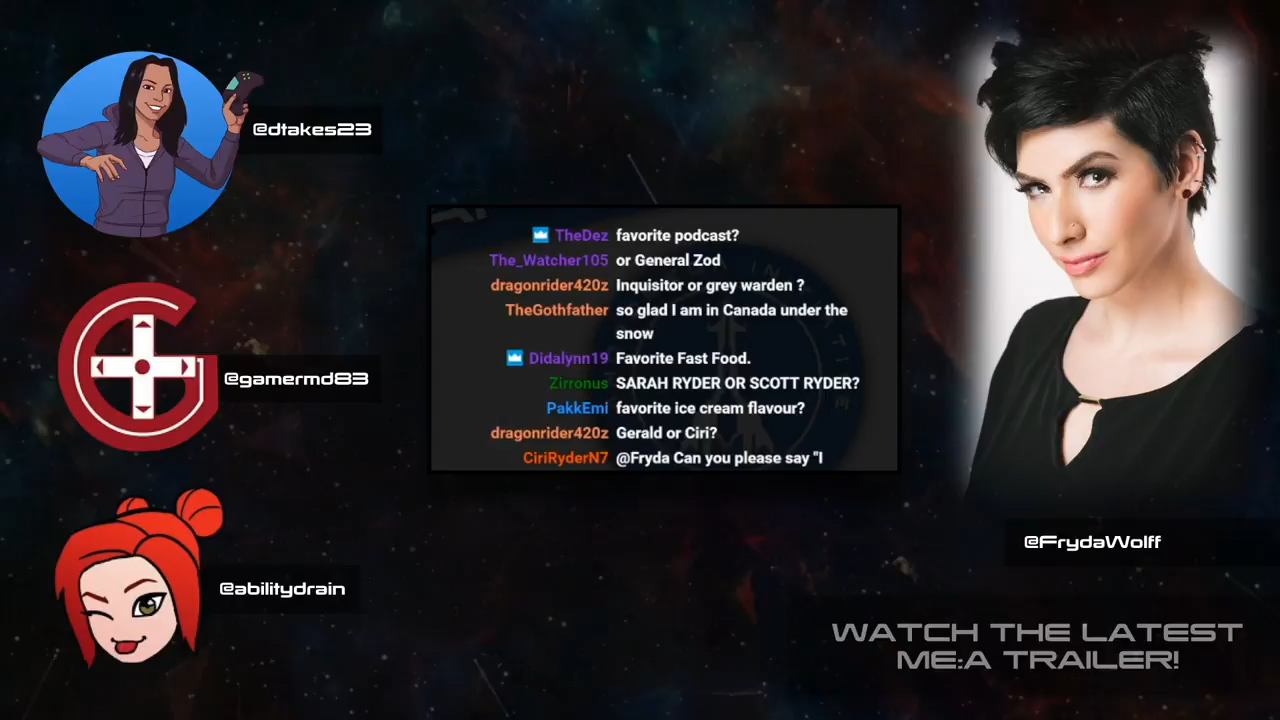 @dtakes23
@gamermd83
@abilitydrain
TheDez favorite podcast?
The_Watcher105 or General Zod
dragonrider420z Inquisitor or grey warden ?
TheGothfather so glad I am in Canada under the
snow
Didalynn19 Favorite Fast Food.
Zirronus SARAH RYDER OR SCOTT RYDER?
PakkEmi favorite ice cream flavour?
dragonrider420z Gerald or Ciri?
CiriRyderN7 @Fryda Can you please say "I
@FrydaWolff
WATCH THE LATEST
ME:A TRAILER!